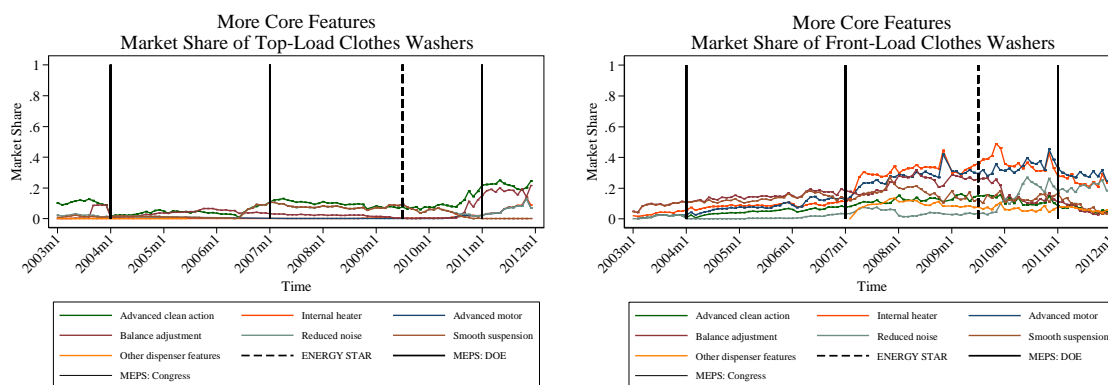 More Core Features
Market Share of Top-Load Clothes Washers
Market Share
1
.8
.6
.4
.2
0
2003m1
2004m1
2005m1
2006m1
2007m1
2008m1
2009m1
2010m1
2011m1
2012m1
Time
Advanced clean action
Internal heater
Advanced motor
Balance adjustment
Reduced noise
Smooth suspension
Other dispenser features
ENERGY STAR
MEPS: DOE
MEPS: Congress
More Core Features
Market Share of Front-Load Clothes Washers
Market Share
1
.8
.6
.4
.2
0
2003m1
2004m1
2005m1
2006m1
2007m1
2008m1
2009m1
2010m1
2011m1
2012m1
Time
Advanced clean action
Internal heater
Advanced motor
Balance adjustment
Reduced noise
Smooth suspension
Other dispenser features
ENERGY STAR
MEPS: DOE
MEPS: Congress